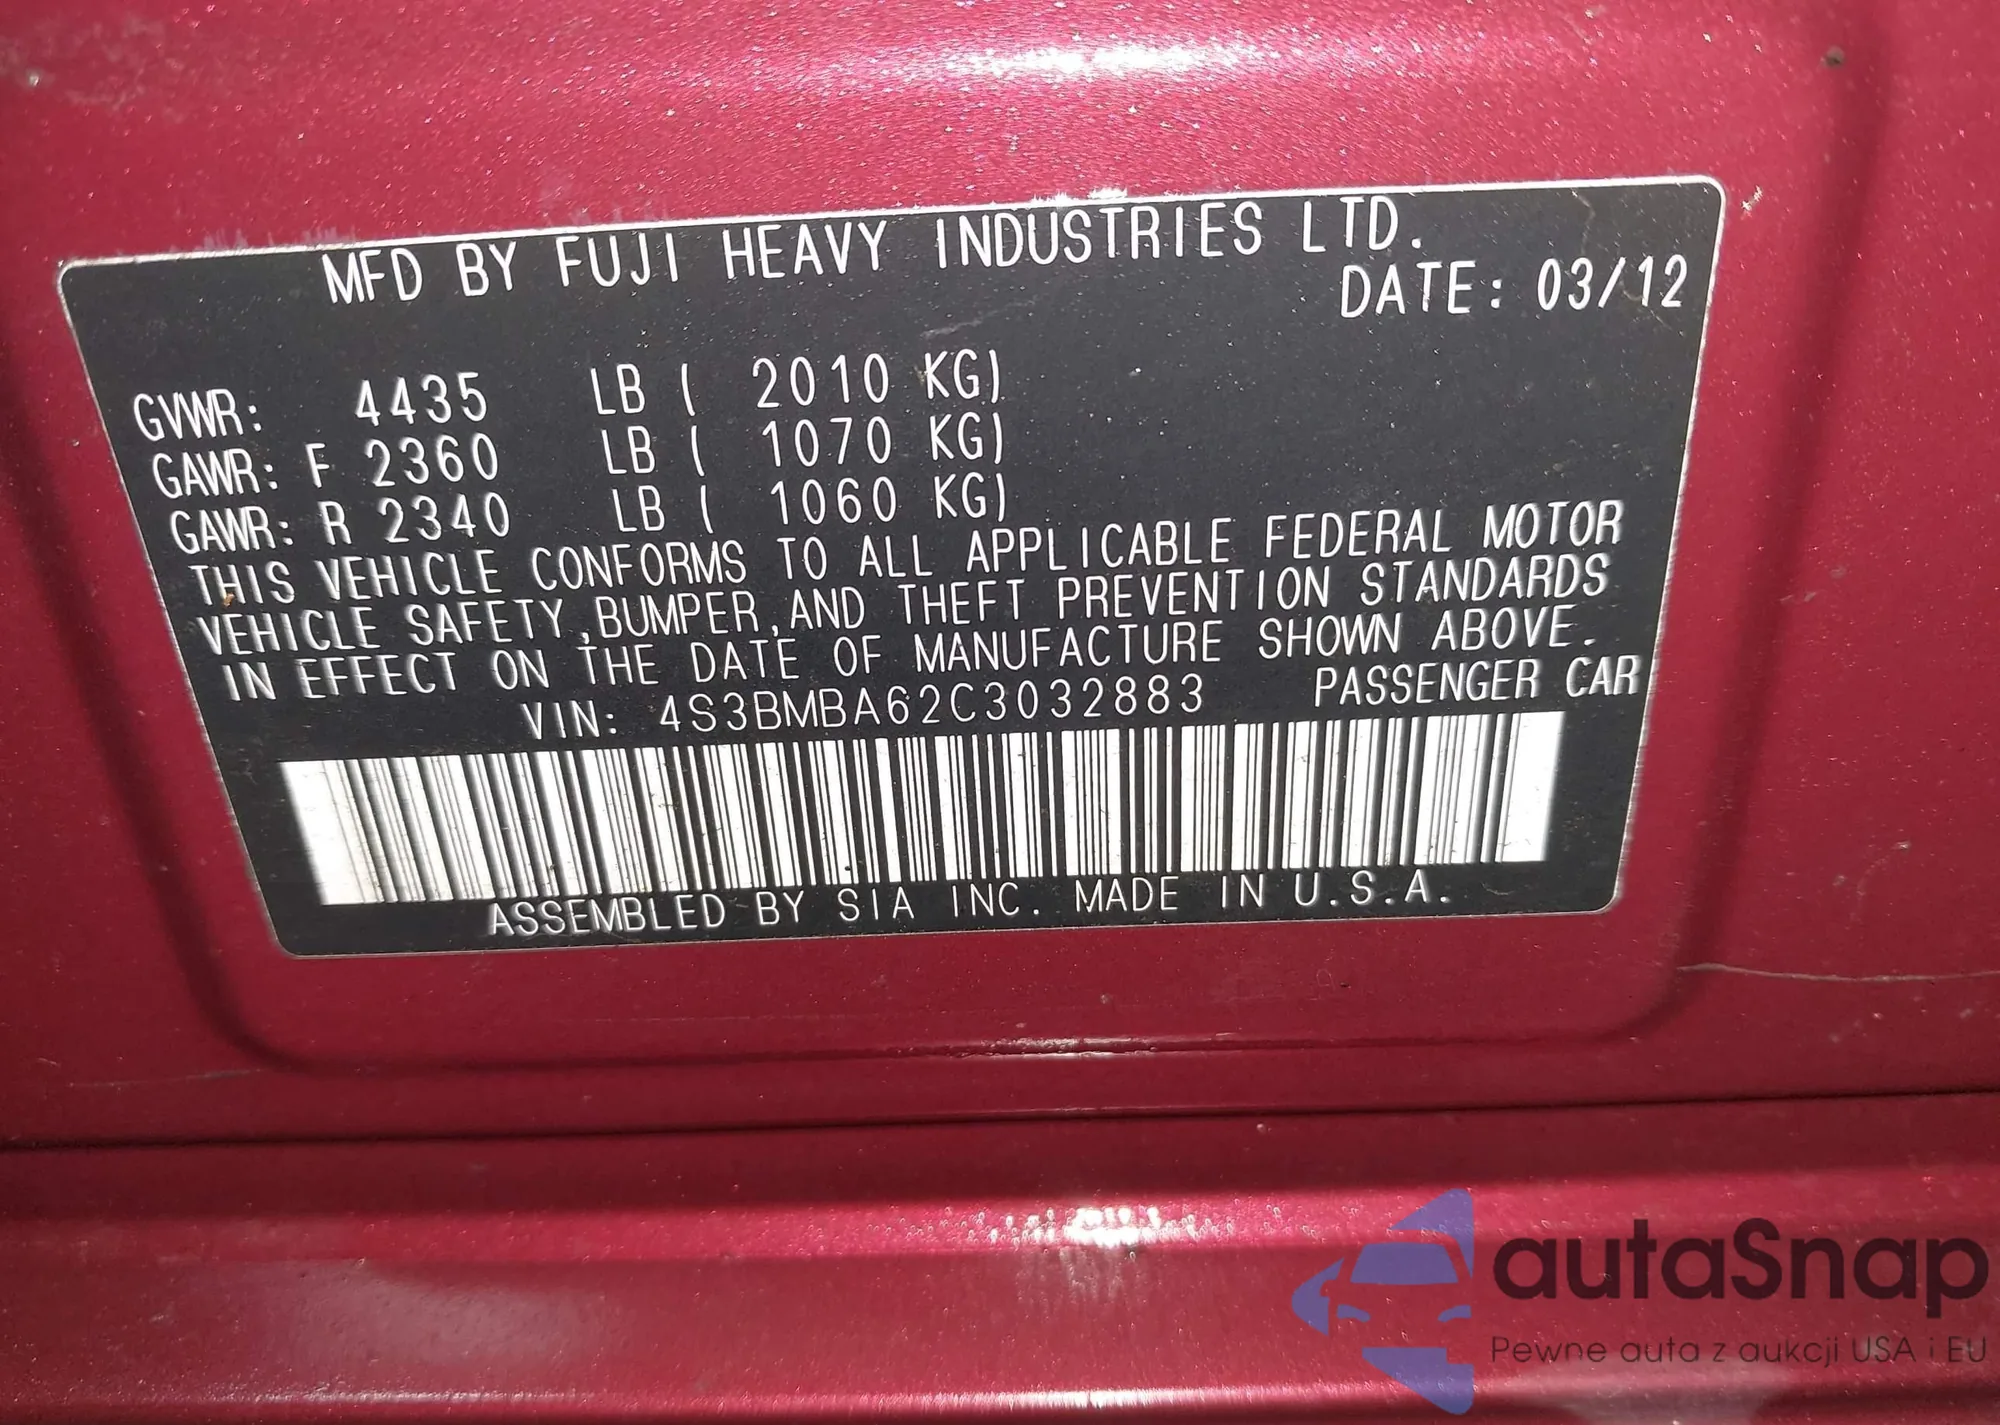 MFD BY FUJI HEAVY INDUSTRIES LTD.
DATE: 03/12
GVWR: 4435 LB ( 2010 KG)
GAWR: F 2360 LB ( 1070 KG)
GAWR: R 2340 LB ( 1060 KG)
THIS VEHICLE CONFORMS TO ALL APPLICABLE FEDERAL MOTOR
VEHICLE SAFETY,BUMPER,AND THEFT PREVENTION STANDARDS
IN EFFECT ON THE DATE OF MANUFACTURE SHOWN ABOVE.
VIN: 4S3BMBA62C3032883 PASSENGER CAR
ASSEMBLED BY SIA INC. MADE IN U.S.A.
autaSnap
Pewne auta z aukcji USA i EU